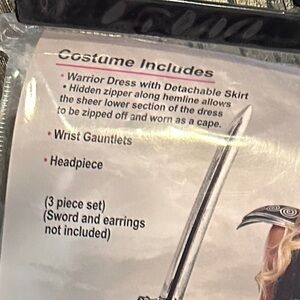 Costume Includes
• Warrior Dress with Detachable Skirt
• Hidden zipper along hemline allows
the sheer lower section of the dress
to be zipped off and worn as a cape.
• Wrist Gauntlets
• Headpiece
(3 piece set)
(Sword and earrings
not included)